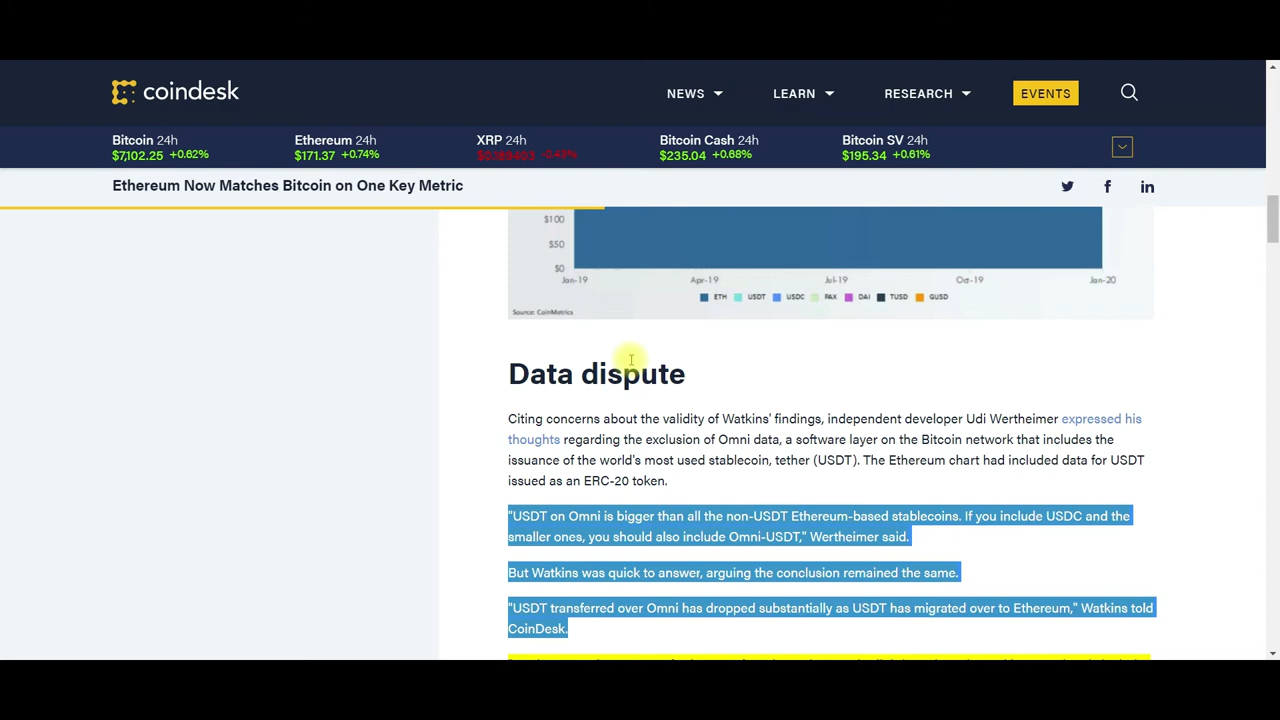 coindesk
NEWS
LEARN
RESEARCH
EVENTS
Bitcoin 24h
$7,102.25 +0.62%
Ethereum 24h
$171.37 +0.74%
XRP 24h
Bitcoin Cash 24h
$235.04 +0.68%
Bitcoin SV 24h
$195.34 +0.61%
Ethereum Now Matches Bitcoin on One Key Metric
$100
$50
$0
Jan-19 Apr-19 Jul-19 Oct-19 Jan-20
ETH USDT USDC PAX DAI TUSD GUSD
Source: CoinMetrics
Data dispute
Citing concerns about the validity of Watkins' findings, independent developer Udi Wertheimer expressed his
thoughts regarding the exclusion of Omni data, a software layer on the Bitcoin network that includes the
issuance of the world's most used stablecoin, tether (USDT). The Ethereum chart had included data for USDT
issued as an ERC-20 token.
"USDT on Omni is bigger than all the non-USDT Ethereum-based stablecoins. If you include USDC and the
smaller ones, you should also include Omni-USDT," Wertheimer said.
But Watkins was quick to answer, arguing the conclusion remained the same.
"USDT transferred over Omni has dropped substantially as USDT has migrated over to Ethereum," Watkins told
CoinDesk.